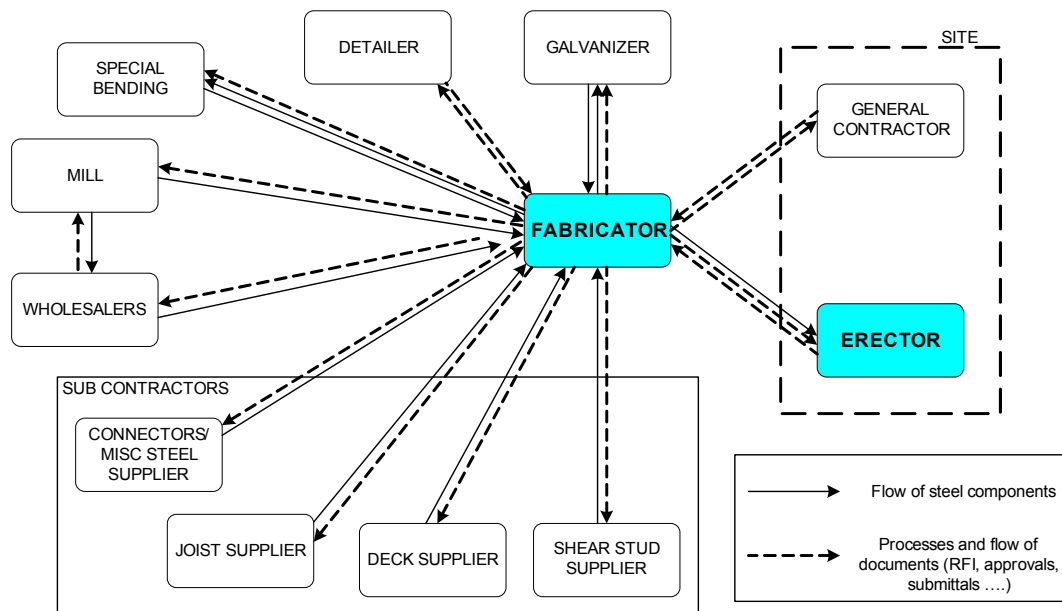 DETAILER
GALVANIZER
SITE
SPECIAL
BENDING
GENERAL
CONTRACTOR
MILL
FABRICATOR
WHOLESALERS
ERECTOR
SUB CONTRACTORS
CONNECTORS/
MISC STEEL
SUPPLIER
JOIST SUPPLIER
DECK SUPPLIER
SHEAR STUD
SUPPLIER
Flow of steel components
Processes and flow of
documents (RFI, approvals,
submittals ....)